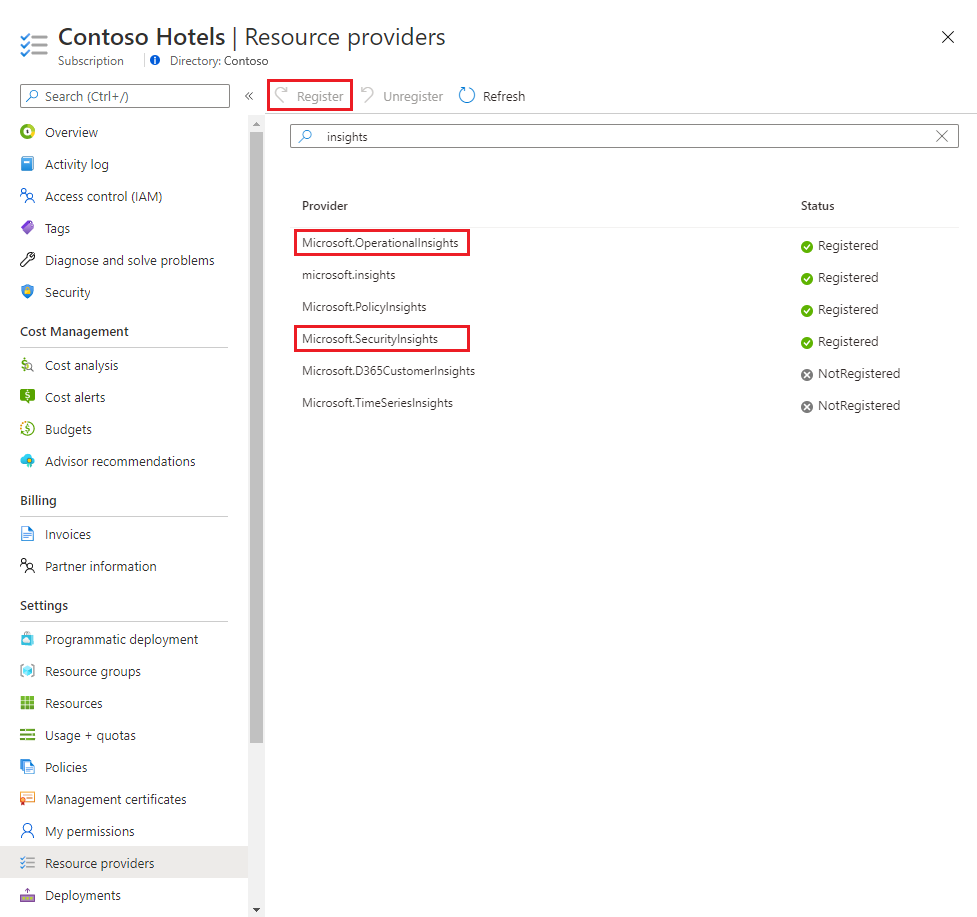 Contoso Hotels | Resource providers
Subscription Directory: Contoso
Search (Ctrl+/)
«
Register
Unregister
Refresh
Overview
Activity log
Access control (IAM)
Tags
Diagnose and solve problems
Security
Cost Management
Cost analysis
Cost alerts
Budgets
Advisor recommendations
Billing
Invoices
Partner information
Settings
Programmatic deployment
Resource groups
Resources
Usage + quotas
Policies
Management certificates
My permissions
Resource providers
Deployments
insights
Provider Status
Microsoft.OperationalInsights Registered
microsoft.insights Registered
Microsoft.PolicyInsights Registered
Microsoft.SecurityInsights Registered
Microsoft.D365CustomerInsights NotRegistered
Microsoft.TimeSeriesInsights NotRegistered